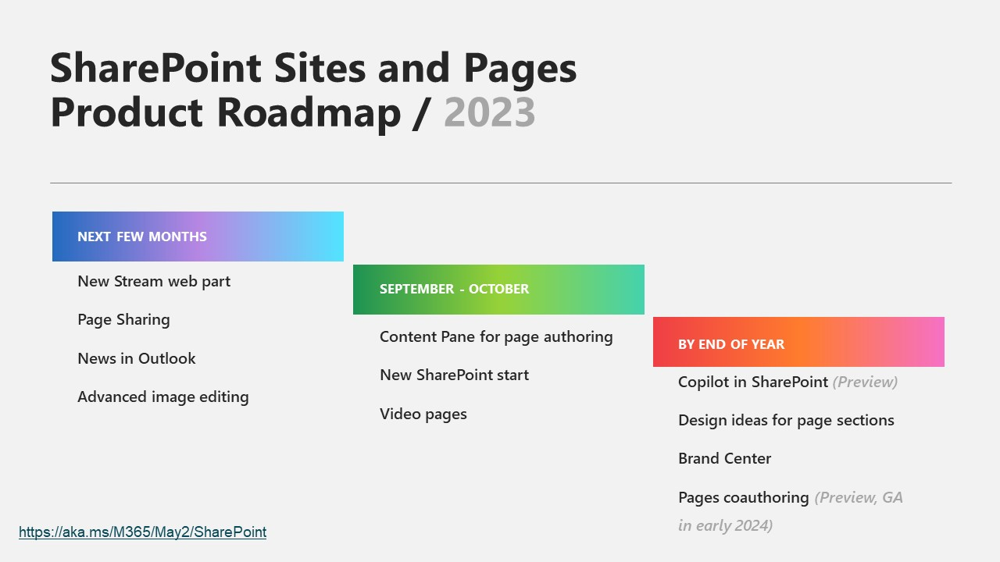 SharePoint Sites and Pages
Product Roadmap / 2023
NEXT FEW MONTHS
New Stream web part
Page Sharing
News in Outlook
Advanced image editing
SEPTEMBER - OCTOBER
Content Pane for page authoring
New SharePoint start
Video pages
BY END OF YEAR
Copilot in SharePoint (Preview)
Design ideas for page sections
Brand Center
Pages coauthoring (Preview, GA
in early 2024)
https://aka.ms/M365/May2/SharePoint